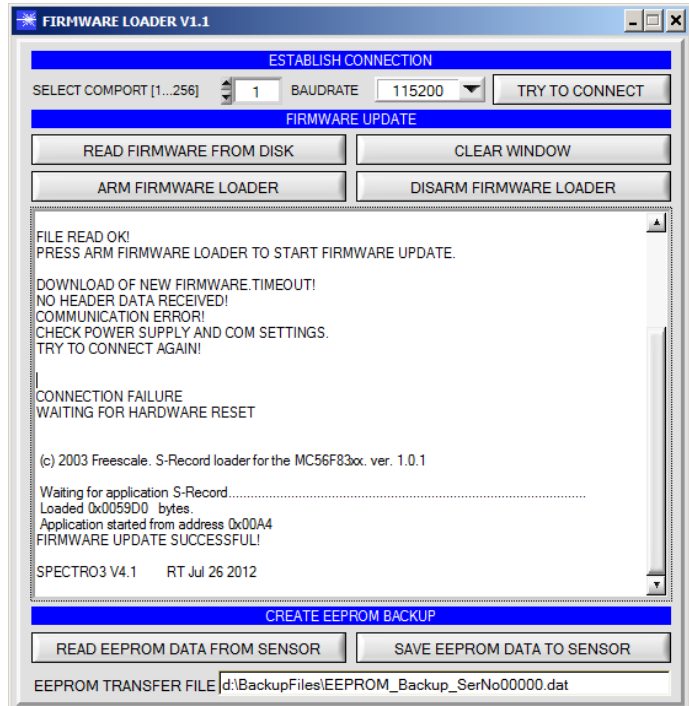 FIRMWARE LOADER V1.1
ESTABLISH CONNECTION
SELECT COMPORT [1...256] 1 BAUDRATE 115200 TRY TO CONNECT
FIRMWARE UPDATE
READ FIRMWARE FROM DISK CLEAR WINDOW
ARM FIRMWARE LOADER DISARM FIRMWARE LOADER
FILE READ OK!
PRESS ARM FIRMWARE LOADER TO START FIRMWARE UPDATE.
DOWNLOAD OF NEW FIRMWARE.TIMEOUT!
NO HEADER DATA RECEIVED!
COMMUNICATION ERROR!
CHECK POWER SUPPLY AND COM SETTINGS.
TRY TO CONNECT AGAIN!
CONNECTION FAILURE
WAITING FOR HARDWARE RESET
(c) 2003 Freescale. S-Record loader for the MC56F83xx. ver. 1.0.1
Waiting for application S-Record................................................................................................
Loaded 0x0059D0 bytes.
Application started from address 0x00A4
FIRMWARE UPDATE SUCCESSFUL!
SPECTRO3 V4.1 RT Jul 26 2012
CREATE EEPROM BACKUP
READ EEPROM DATA FROM SENSOR SAVE EEPROM DATA TO SENSOR
EEPROM TRANSFER FILE d:\BackupFiles\EEPROM_Backup_SerNo00000.dat